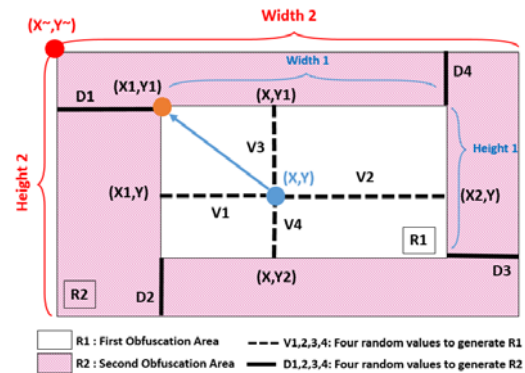 (X~,Y~)
Width 2
D1
(X1,Y1)
Width 1
D4
(X,Y1)
Height 2
V3
Height 1
(X1,Y)
(X,Y)
V2
(X2,Y)
V1
V4
R1
R2
D2
(X,Y2)
D3
R1 : First Obfuscation Area
V1,2,3,4: Four random values to generate R1
R2 : Second Obfuscation Area
D1,2,3,4: Four random values to generate R2